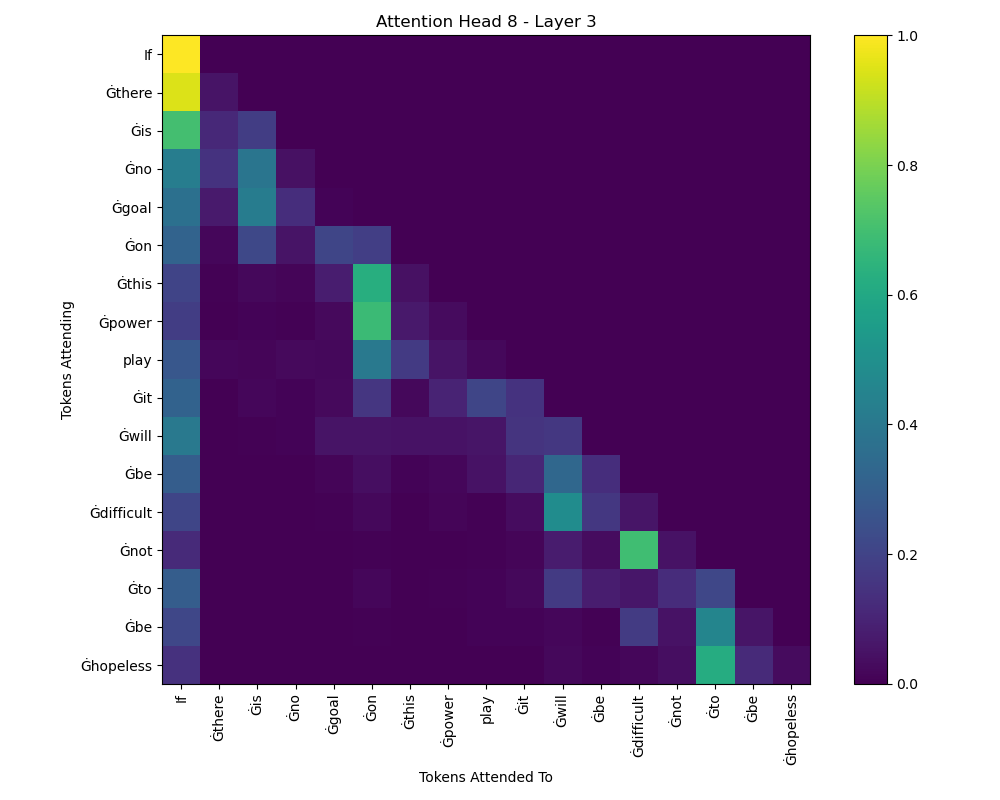 Attention Head 8 - Layer 3
Tokens Attending
If
Ġthere
Ġis
Ġno
Ġgoal
Ġon
Ġthis
Ġpower
play
Ġit
Ġwill
Ġbe
Ġdifficult
Ġnot
Ġto
Ġbe
Ġhopeless
If
Ġthere
Ġis
Ġno
Ġgoal
Ġon
Ġthis
Ġpower
play
Ġit
Ġwill
Ġbe
Ġdifficult
Ġnot
Ġto
Ġbe
Ġhopeless
Tokens Attended To
1.0
0.8
0.6
0.4
0.2
0.0